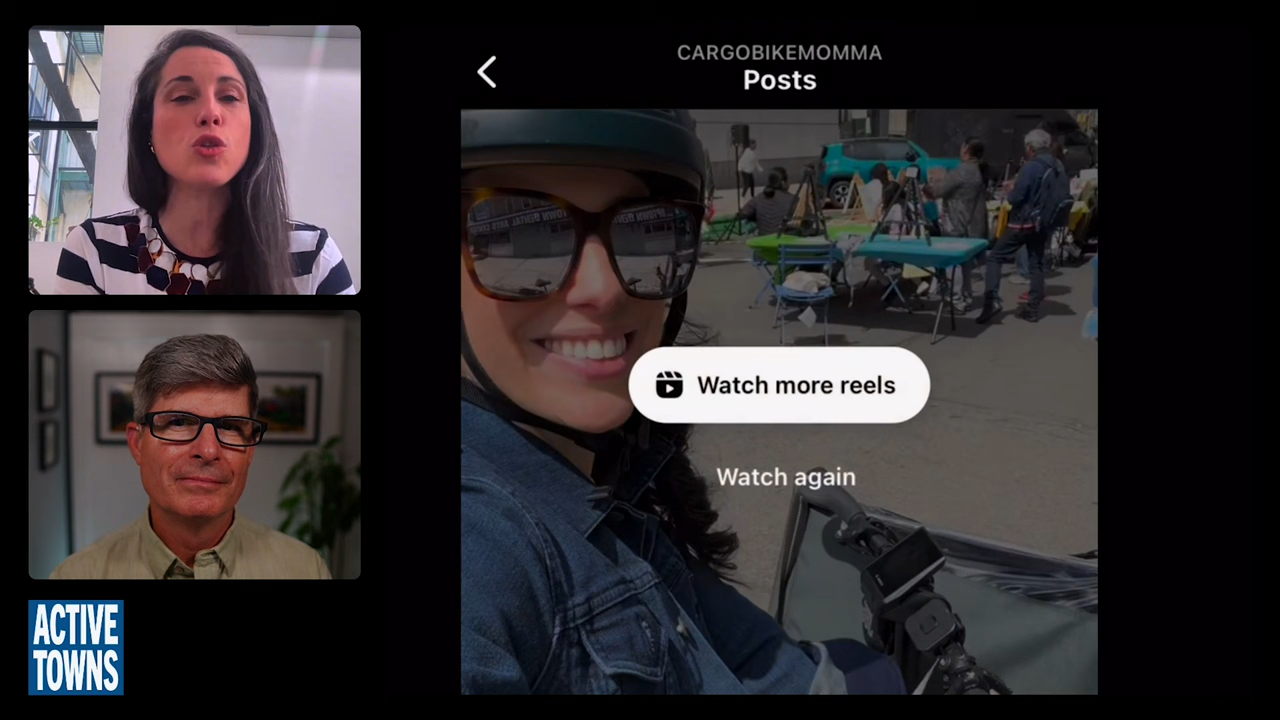 CARGOBIKEMOMMA
Posts
Watch more reels
Watch again
ACTIVE
TOWNS